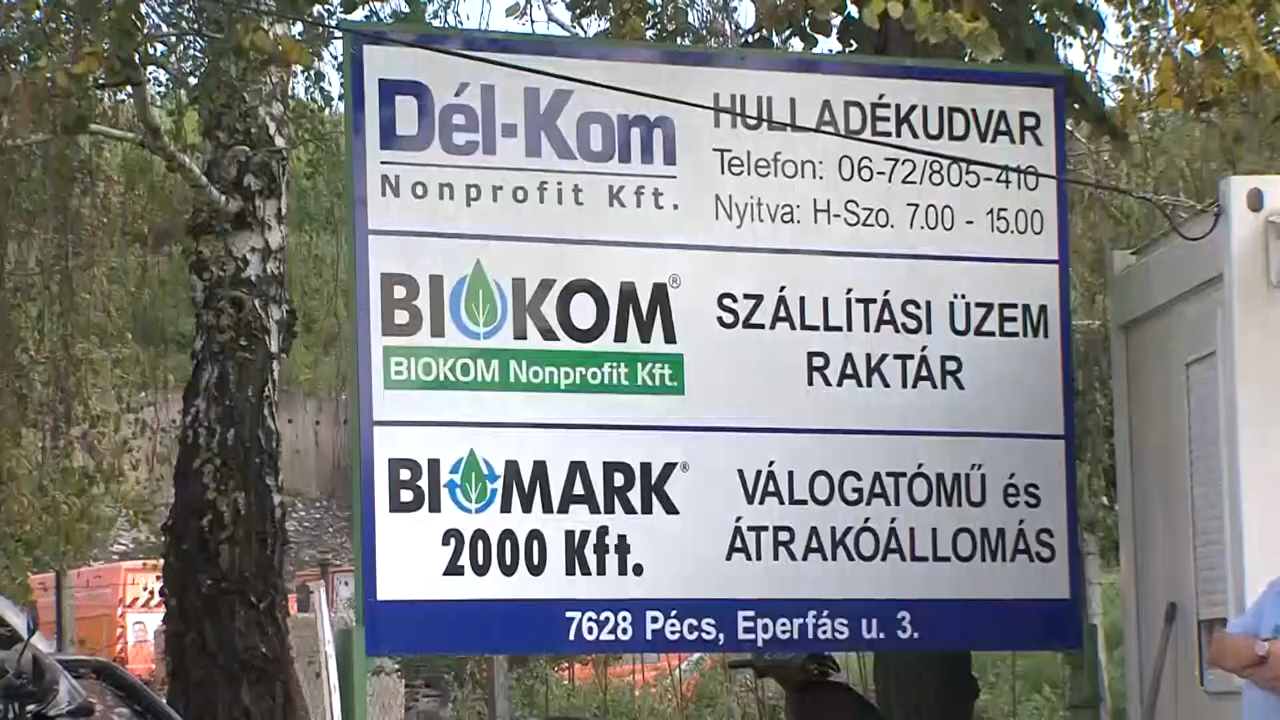 Dél-Kom
Nonprofit Kft.
HULLADÉKUDVAR
Telefon: 06-72/805-410
Nyitva: H-Szo. 7.00 - 15.00
BIOKOM®
BIOKOM Nonprofit Kft.
SZÁLLÍTÁSI ÜZEM
RAKTÁR
BIOMARK®
2000 Kft.
VÁLOGATÓMŰ és
ÁTRAKÓÁLLOMÁS
7628 Pécs, Eperfás u. 3.